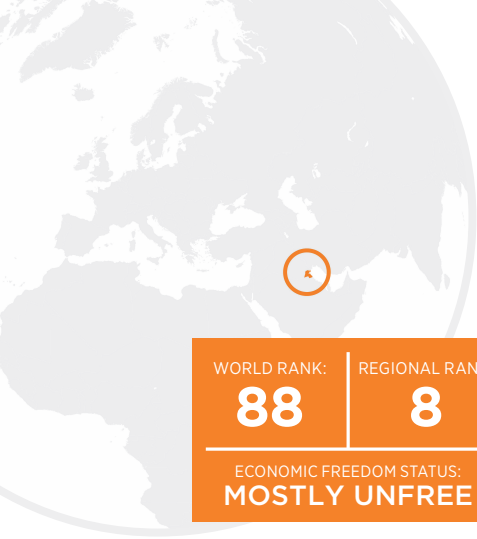 WORLD RANK: REGIONAL RAN
88 8
ECONOMIC FREEDOM STATUS:
MOSTLY UNFREE